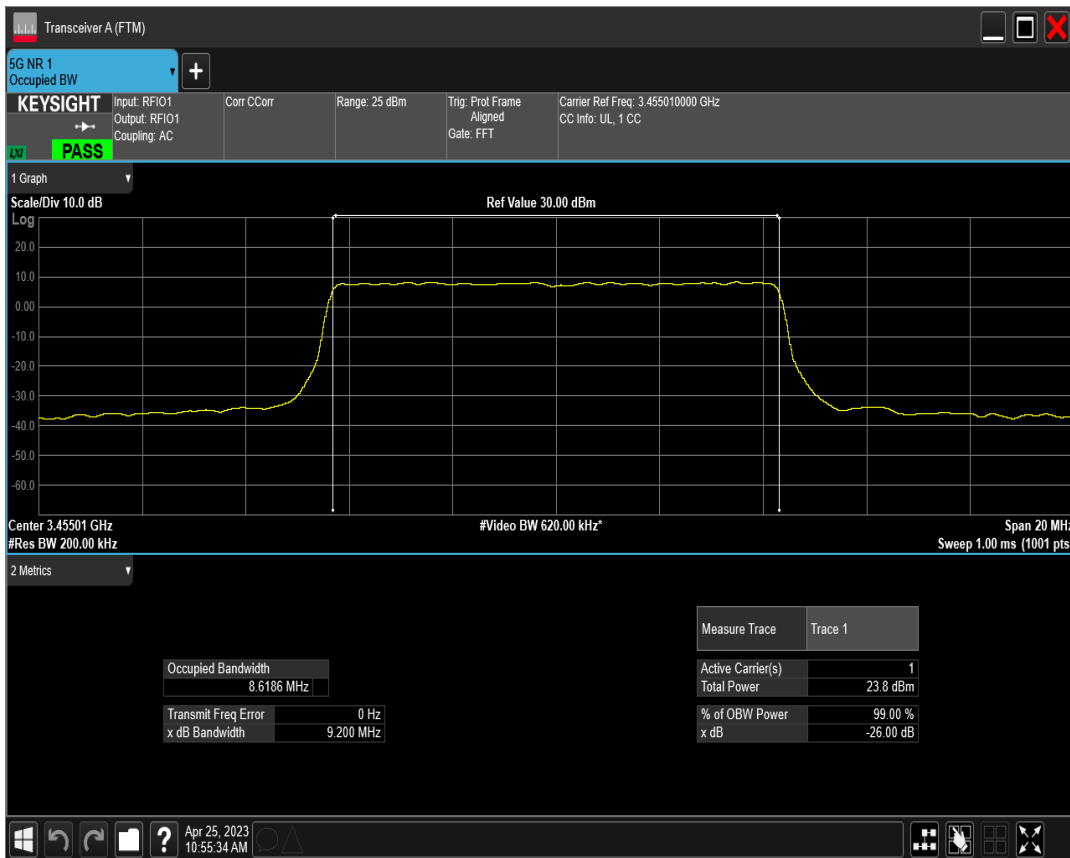 Transceiver A (FTM)
5G NR 1
Occupied BW
+
KEYSIGHT
LXI
PASS
Input: RFIO1
Output: RFIO1
Coupling: AC
Corr CCorr
Range: 25 dBm
Trig: Prot Frame
Aligned
Gate: FFT
Carrier Ref Freq: 3.455010000 GHz
CC Info: UL, 1 CC
1 Graph
Scale/Div 10.0 dB
Ref Value 30.00 dBm
Log
20.0
10.0
0.00
-10.0
-20.0
-30.0
-40.0
-50.0
-60.0
Center 3.45501 GHz
#Video BW 620.00 kHz*
Span 20 MHz
#Res BW 200.00 kHz
Sweep 1.00 ms (1001 pts
2 Metrics
Measure Trace Trace 1
Occupied Bandwidth
8.6186 MHz
Active Carrier(s) 1
Total Power 23.8 dBm
Transmit Freq Error 0 Hz
x dB Bandwidth 9.200 MHz
% of OBW Power 99.00 %
x dB -26.00 dB
?
Apr 25, 2023
10:55:34 AM